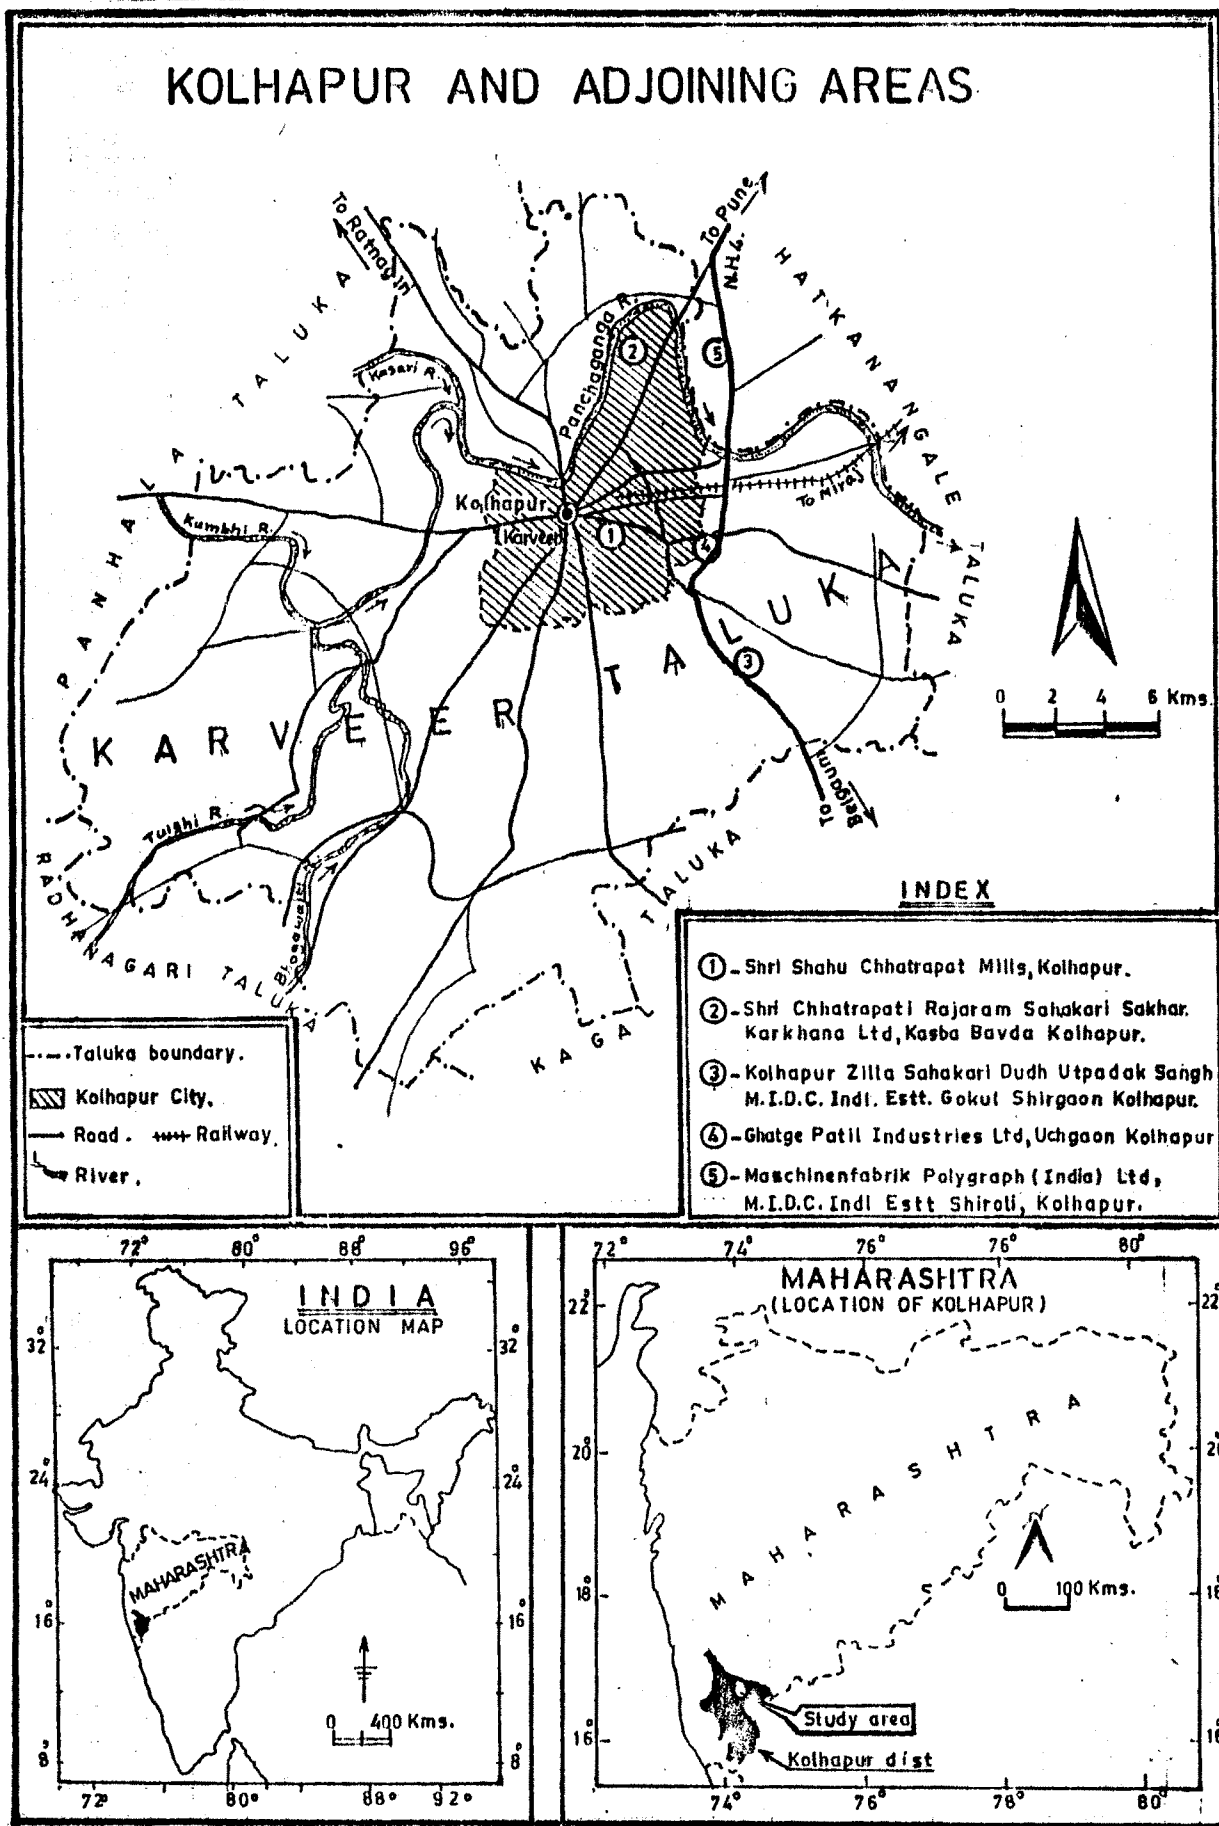 KOLHAPUR AND ADJOINING AREAS
To Ratnagiri
To Pune
N.H.4.
HATKANANGALE TALUKA
PANHALA TALUKA
Kasari R.
Panchaganga R.
2
5
Kolhapur
(Karveer)
1
4
To Miraj
Kumbhi R.
KARVEER TALUKA
3
0 2 4 6 Kms.
To Belgaum
Tulshi R.
Bhogawati
RADHANAGARI TALUKA
KAGA TALUKA
INDEX
1 - Shri Shahu Chhatrapat Mills, Kolhapur.
2 - Shri Chhatrapati Rajaram Sahakari Sakhar.
Karkhana Ltd, Kasba Bavda Kolhapur.
3 - Kolhapur Zilla Sahakari Dudh Utpadak Sangh
M.I.D.C. Indl. Estt. Gokul Shirgaon Kolhapur.
4 - Ghatge Patil Industries Ltd, Uchgaon Kolhapur
5 - Maschinenfabrik Polygraph (India) Ltd,
M.I.D.C. Indl Estt Shiroli, Kolhapur.
Taluka boundary.
Kolhapur City.
Road. Railway.
River.
72° 80° 88° 96°
INDIA
LOCATION MAP
32° 32°
24° 24°
MAHARASHTRA
16° 16°
0 400 Kms.
8° 8°
72° 80° 88° 92°
72° 74° 76° 76° 80°
MAHARASHTRA
(LOCATION OF KOLHAPUR)
22° 22
20° 20
MAHARASHTRA
0 100 Kms.
18° 18
Study area
16° 16
Kolhapur dist
74° 76° 78° 80°